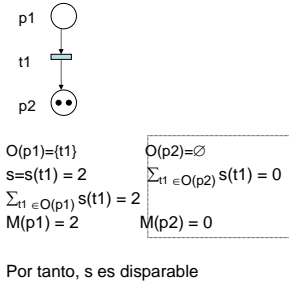 p1
t1
p2
O(p1)={t1} O(p2)=∅
s=s(t1) = 2 ∑t1 ∈O(p2) s(t1) = 0
∑t1 ∈O(p1) s(t1) = 2
M(p1) = 2 M(p2) = 0
Por tanto, s es disparable